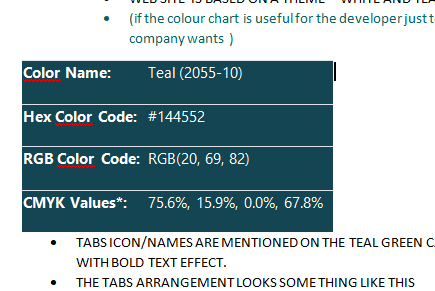 WEB SITE IS BASED ON A THEME – WHITE AND TEA
(if the colour chart is useful for the developer just t
company wants )
Color Name: Teal (2055-10)
Hex Color Code: #144552
RGB Color Code: RGB(20, 69, 82)
CMYK Values*: 75.6%, 15.9%, 0.0%, 67.8%
TABS ICON/NAMES ARE MENTIONED ON THE TEAL GREEN C
WITH BOLD TEXT EFFECT.
THE TABS ARRANGEMENT LOOKS SOME THING LIKE THIS